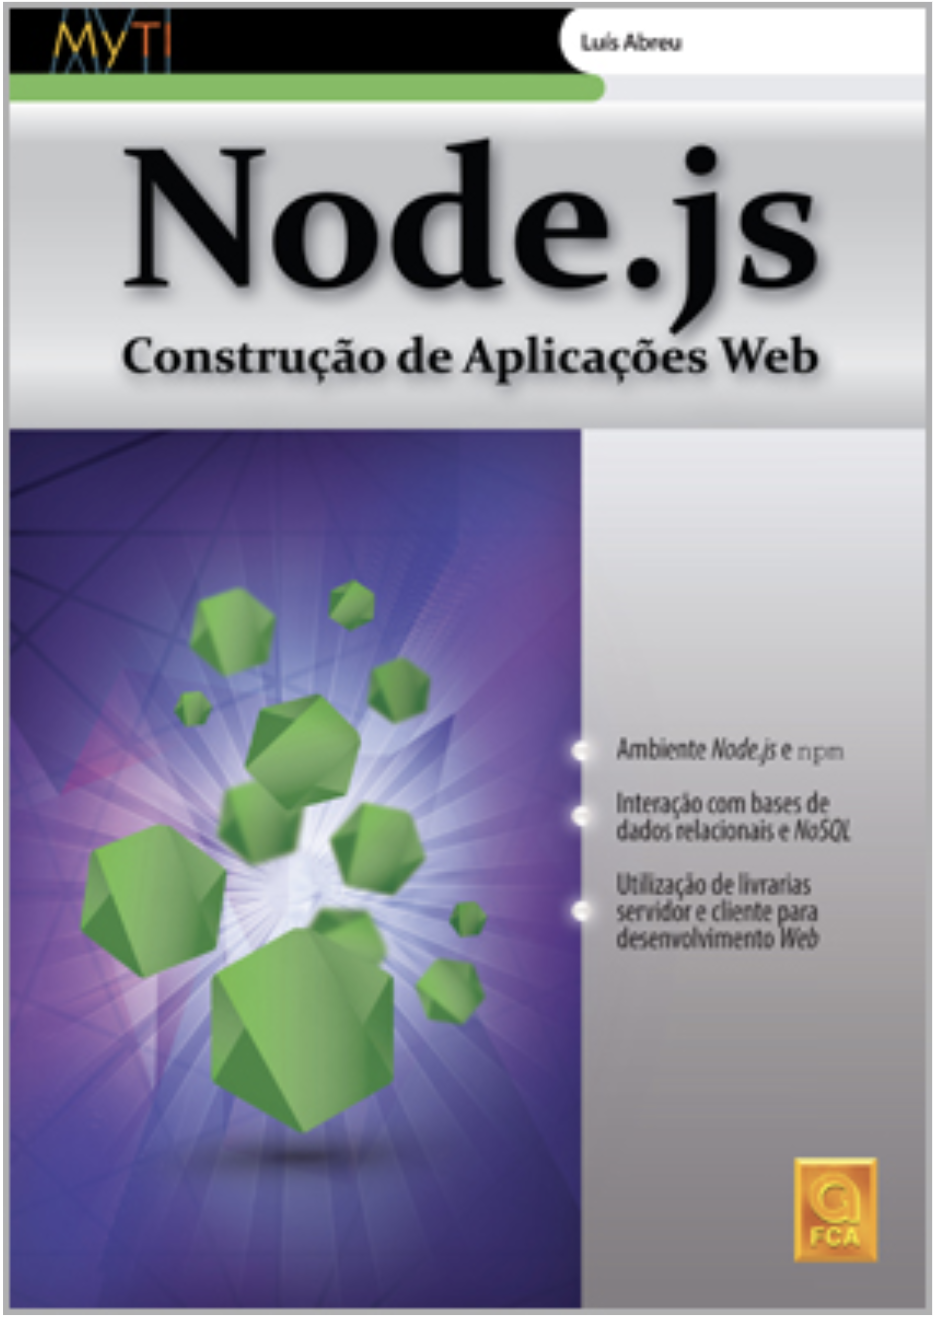 MyTI
Luís Abreu
Node.js
Construção de Aplicações Web
Ambiente Node.js e npm
Interação com bases de
dados relacionais e NoSQL
Utilização de livrarias
servidor e cliente para
desenvolvimento Web
FCA